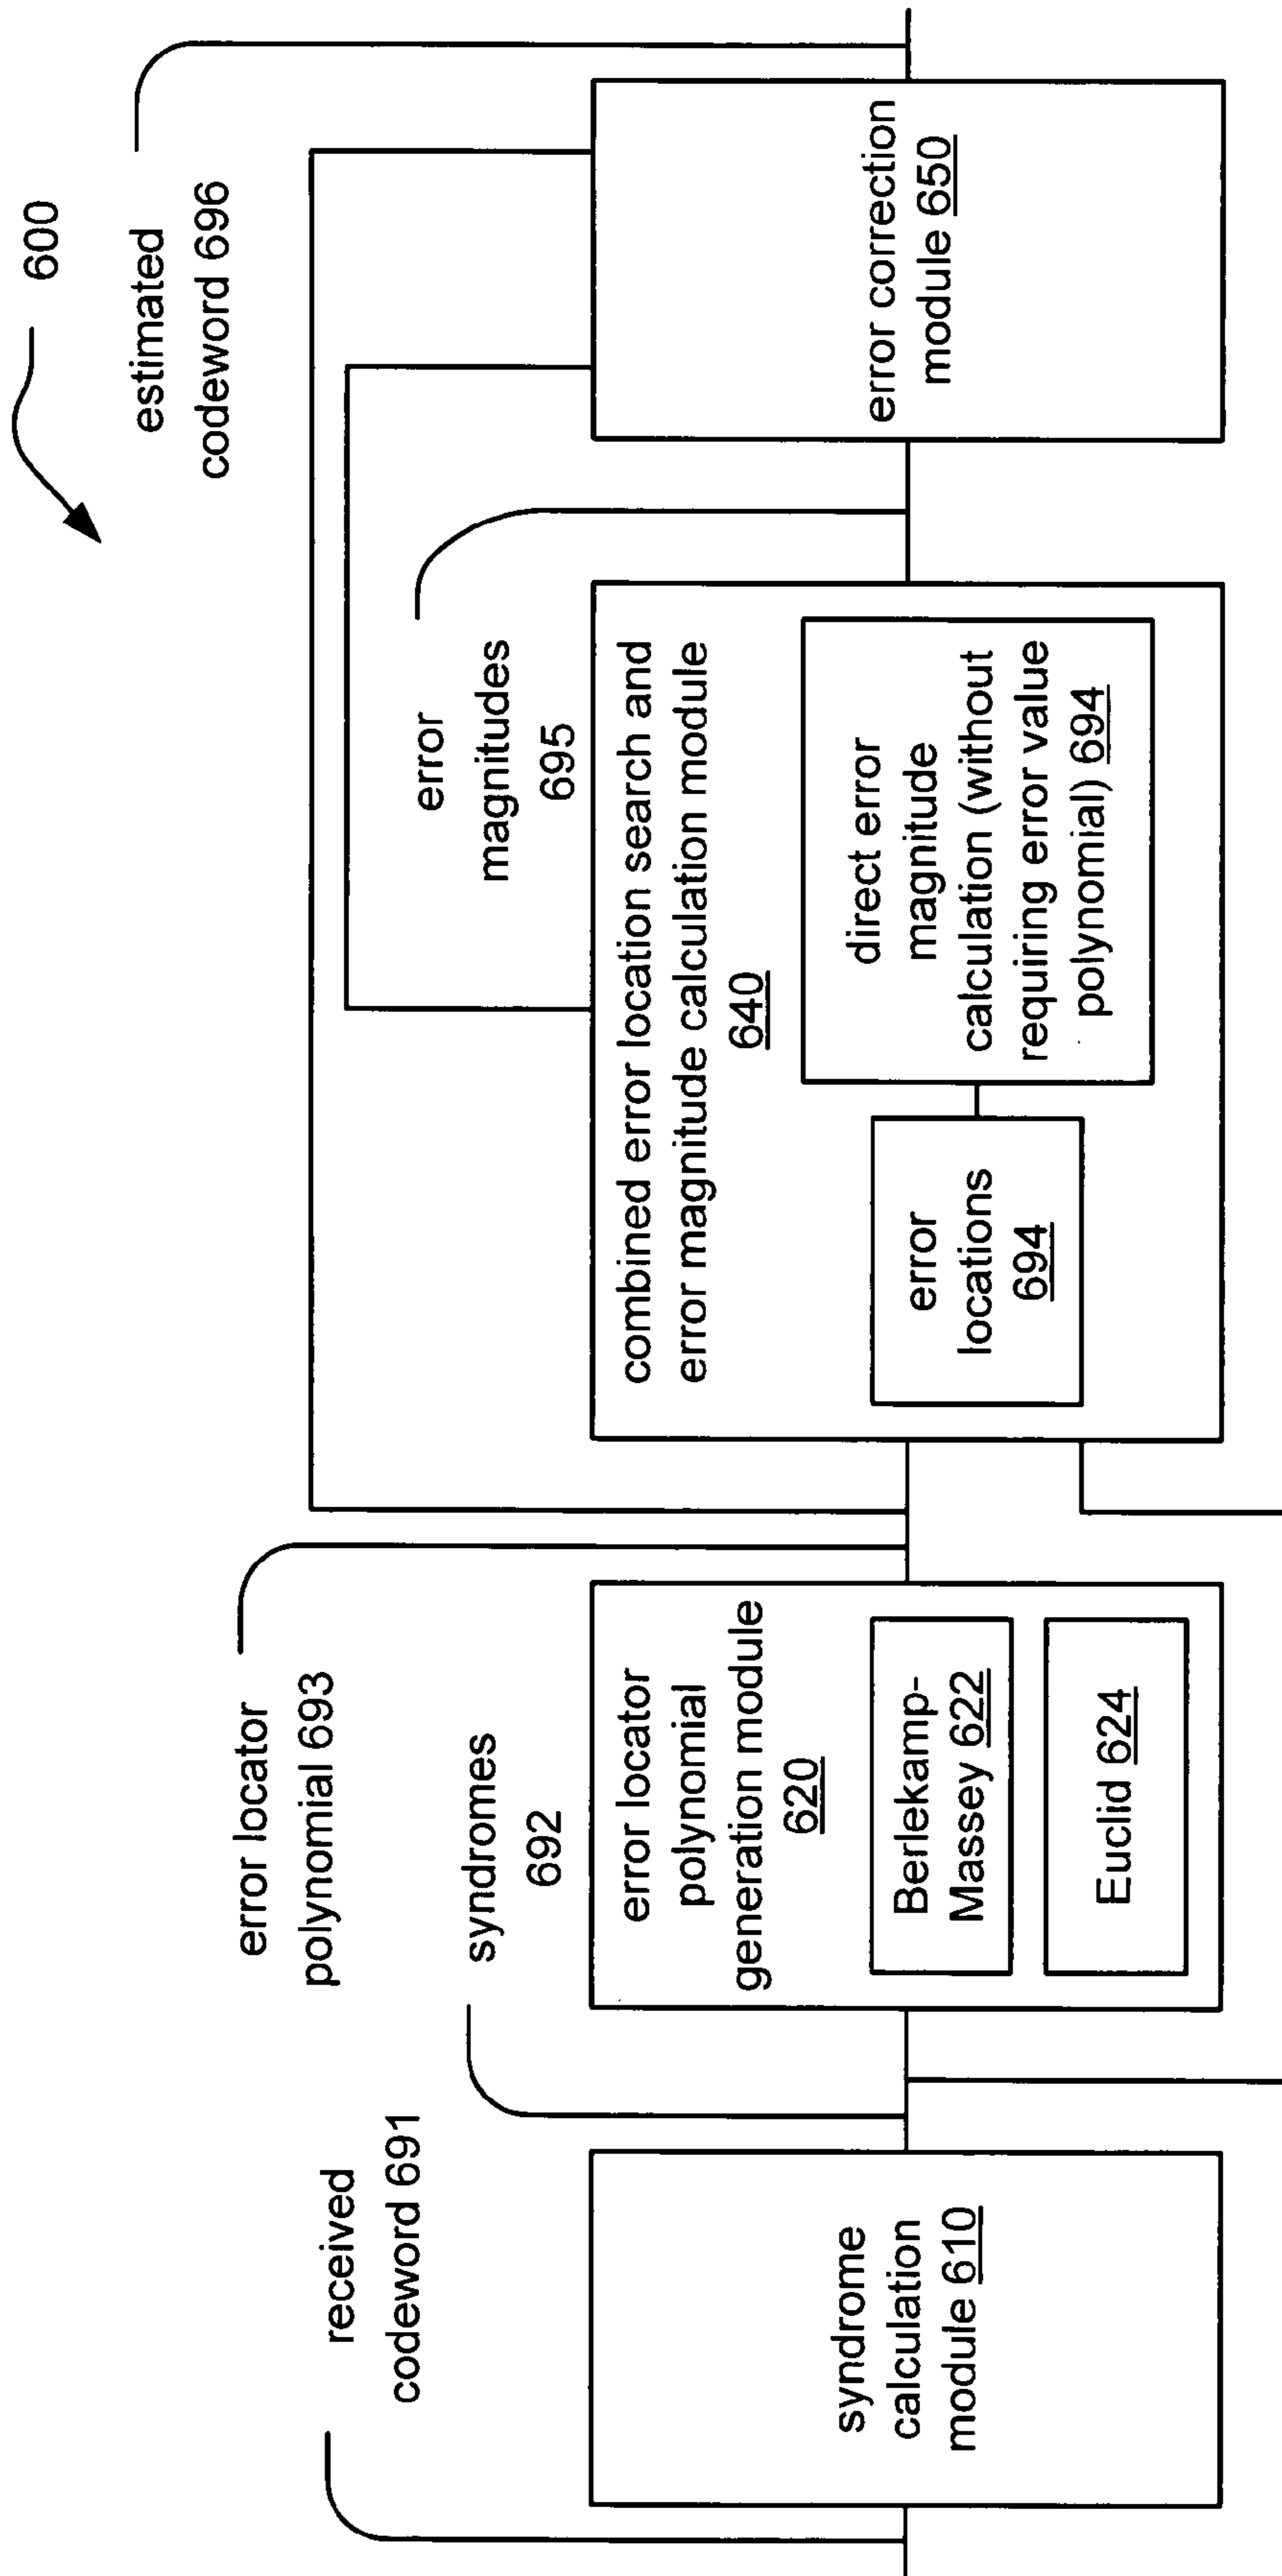 600
estimated
codeword 696
error
magnitudes
695
error locator
polynomial 693
syndromes
692
received
codeword 691
syndrome
calculation
module 610
error locator
polynomial
generation module
620
Berlekamp-
Massey 622
Euclid 624
combined error location search and
error magnitude calculation module
640
error
locations
694
direct error
magnitude
calculation (without
requiring error value
polynomial) 694
error correction
module 650